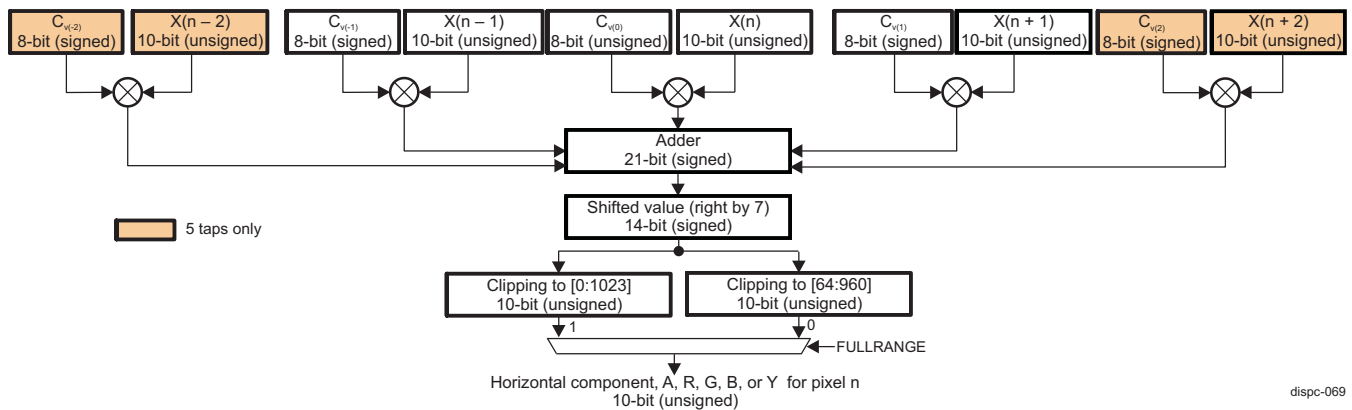 C_v(-2)
8-bit (signed)
X(n – 2)
10-bit (unsigned)
C_v(-1)
8-bit (signed)
X(n – 1)
10-bit (unsigned)
C_v(0)
8-bit (signed)
X(n)
10-bit (unsigned)
C_v(1)
8-bit (signed)
X(n + 1)
10-bit (unsigned)
C_v(2)
8-bit (signed)
X(n + 2)
10-bit (unsigned)
Adder
21-bit (signed)
Shifted value (right by 7)
14-bit (signed)
5 taps only
Clipping to [0:1023]
10-bit (unsigned)
Clipping to [64:960]
10-bit (unsigned)
1
0
FULLRANGE
Horizontal component, A, R, G, B, or Y for pixel n
10-bit (unsigned)
dispc-069